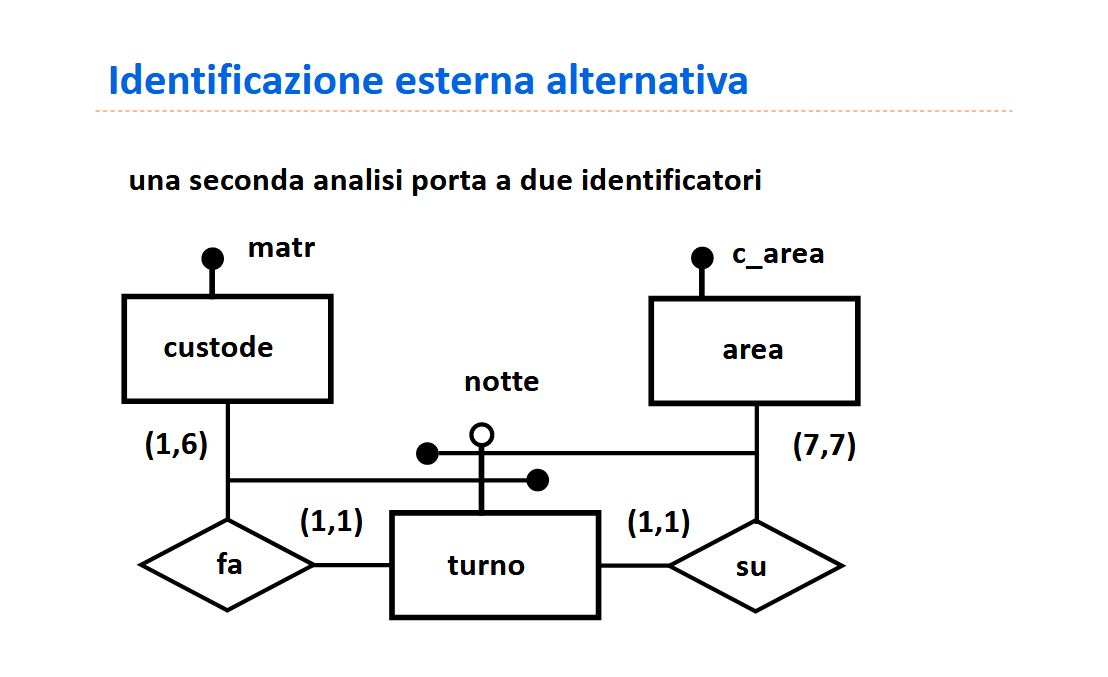 Identificazione esterna alternativa
una seconda analisi porta a due identificatori
matr
c_area
custode
area
notte
(1,6)
(7,7)
(1,1)
(1,1)
fa
turno
su